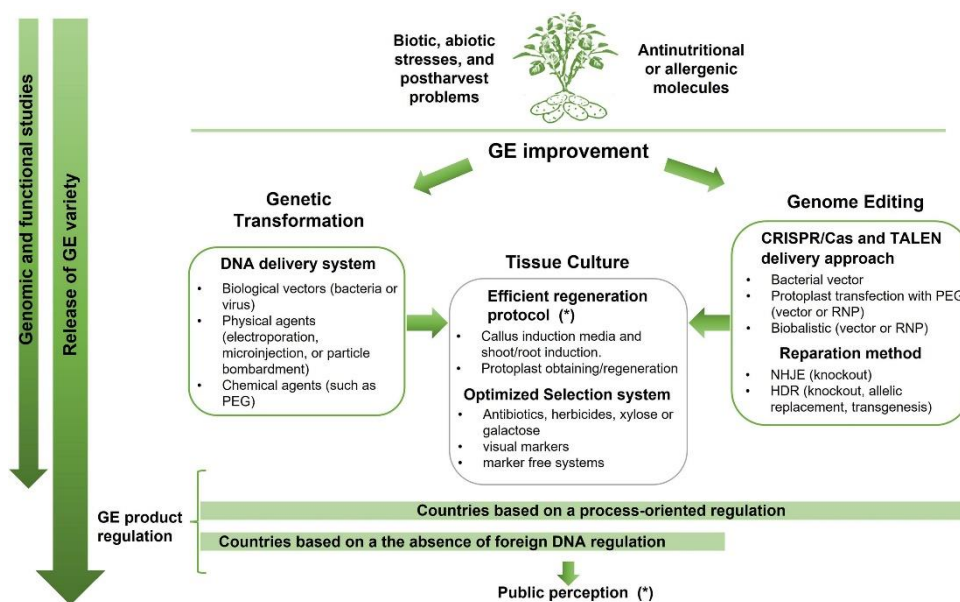 Biotic, abiotic
stresses, and
postharvest
problems
Antinutritional
or allergenic
molecules
GE improvement
Genomic and functional studies
Release of GE variety
Genetic
Transformation
DNA delivery system
• Biological vectors (bacteria or
virus)
• Physical agents
(electroporation,
microinjection, or particle
bombardment)
• Chemical agents (such as
PEG)
Tissue Culture
Efficient regeneration
protocol (*)
• Callus induction media and
shoot/root induction.
• Protoplast obtaining/regeneration
Optimized Selection system
• Antibiotics, herbicides, xylose or
galactose
• visual markers
• marker free systems
Genome Editing
CRISPR/Cas and TALEN
delivery approach
• Bacterial vector
• Protoplast transfection with PEG
(vector or RNP)
• Biobalistic (vector or RNP)
Reparation method
• NHJE (knockout)
• HDR (knockout, allelic
replacement, transgenesis)
GE product
regulation
Countries based on a process-oriented regulation
Countries based on a the absence of foreign DNA regulation
Public perception (*)